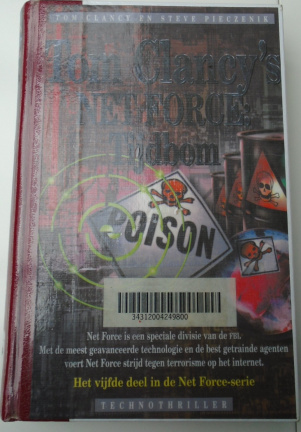 TOM CLANCY EN STEVE PIECZENIK
Tom Clancy's
NET FORCE:
Tijdbom
POISON
34312004249800
Net Force is een speciale divisie van de FBI.
Met de meest geavanceerde technologie en de best getrainde agenten
voert Net Force strijd tegen terrorisme op het internet.
Het vijfde deel in de Net Force-serie
TECHNOTHRILLER